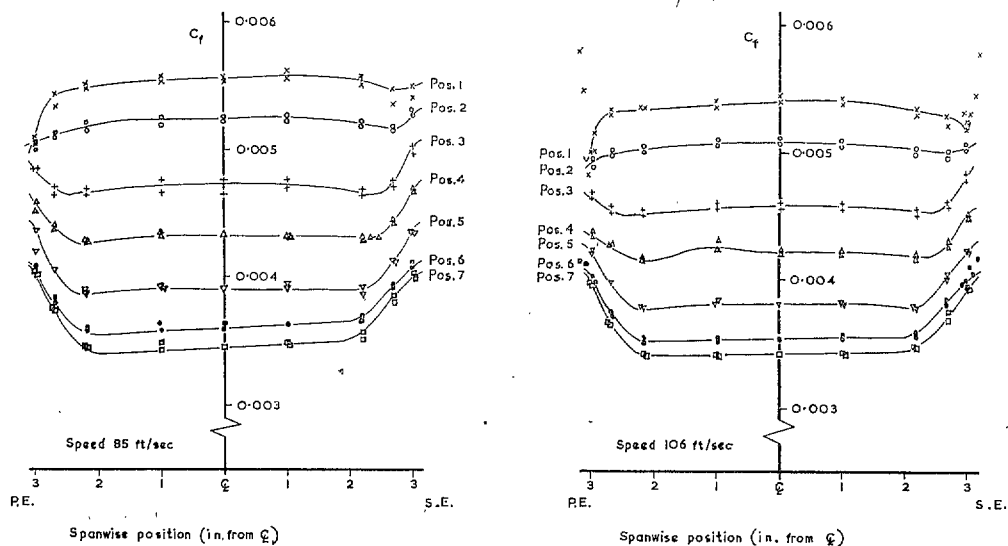 0·006
C_f
Pos.1
Pos. 2
0·005
Pos. 3
Pos. 4
Pos. 5
0·004
Pos. 6
Pos. 7
0·003
Speed 85 ft/sec
3 2 1 ℄ 1 2 3
P.E. S.E.
Spanwise position (in. from ℄)
0·006
C_f
0·005
Pos. 1
Pos. 2
Pos. 3
Pos. 4
Pos. 5
Pos. 6
Pos. 7
0·004
0·003
Speed 106 ft/sec
3 2 1 ℄ 1 2 3
P.E. S.E.
Spanwise position (in. from ℄)